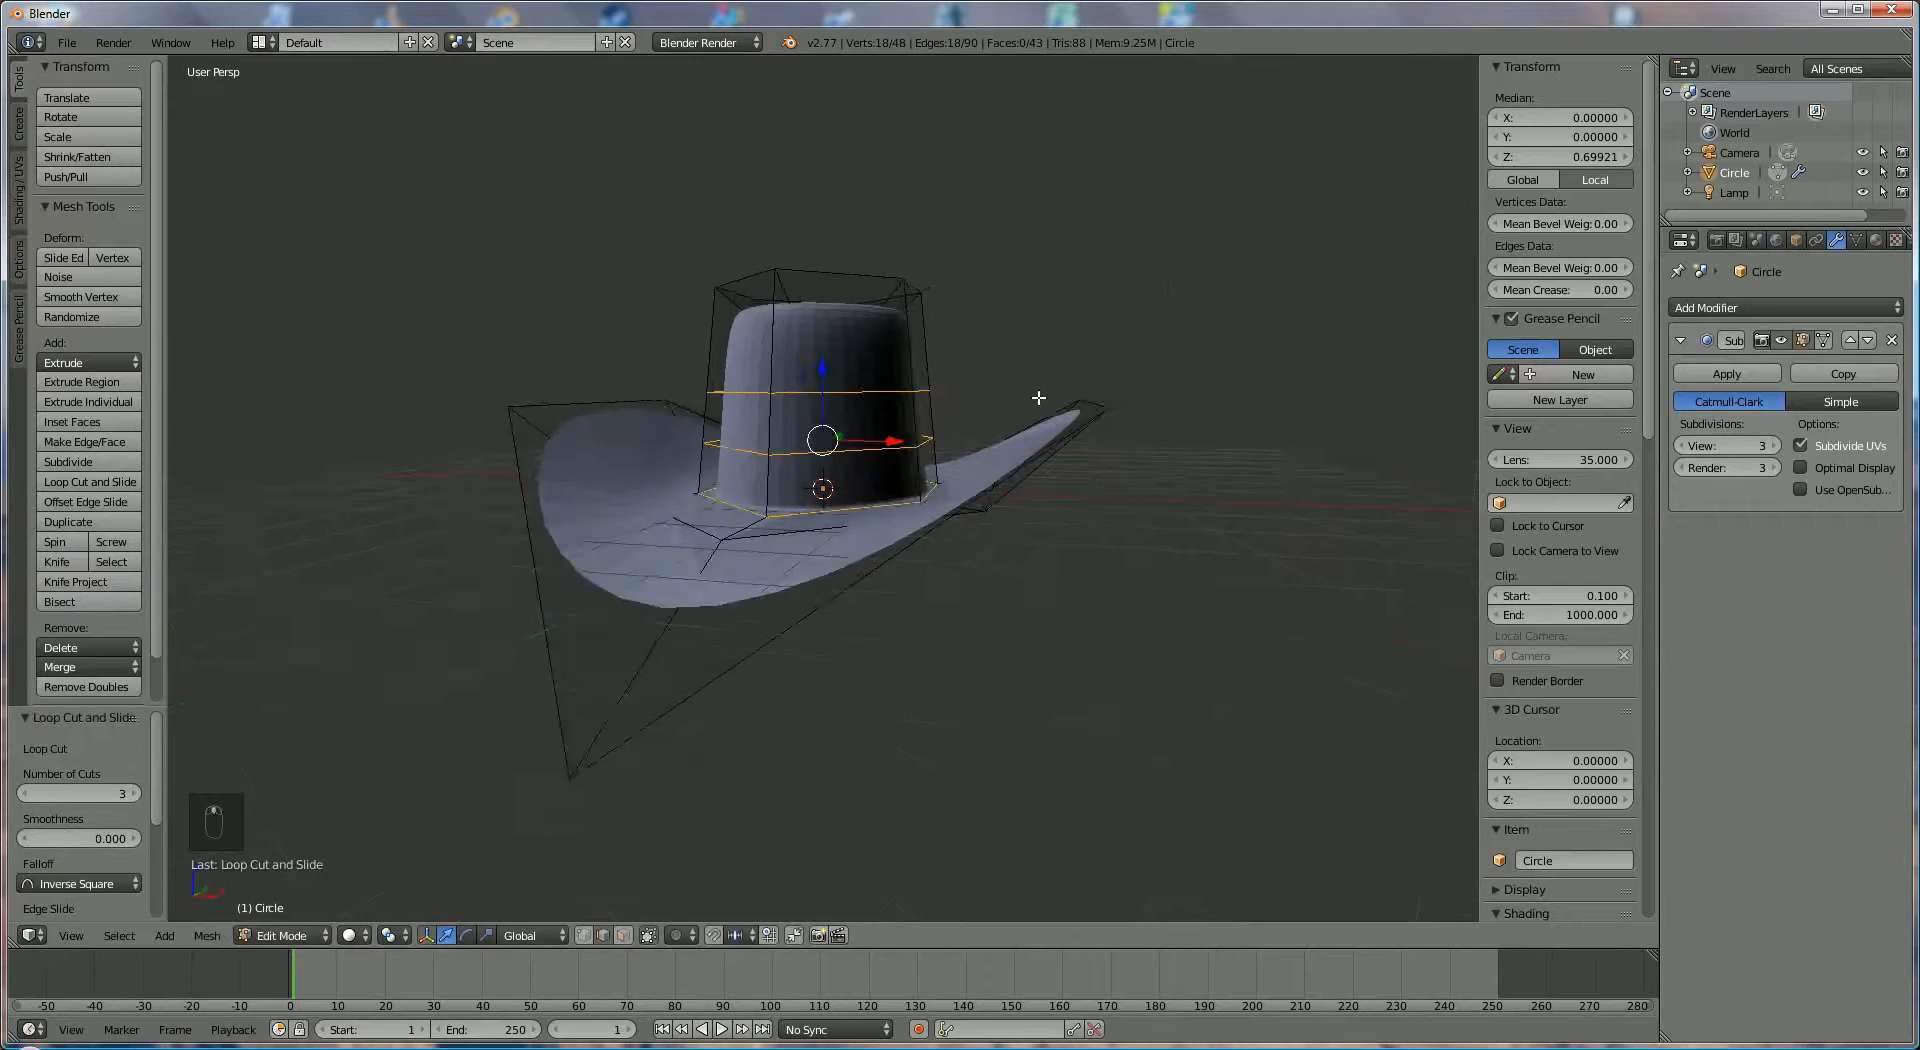 Blender
File Render Window Help Default Scene Blender Render v2.77 | Verts:18/48 | Edges:18/90 | Faces:0/43 | Tris:88 | Mem:9.25M | Circle
Tools
Create
Shading / UVs
Options
Grease Pencil
Transform
Translate
Rotate
Scale
Shrink/Fatten
Push/Pull
Mesh Tools
Deform:
Slide Ed Vertex
Noise
Smooth Vertex
Randomize
Add:
Extrude
Extrude Region
Extrude Individual
Inset Faces
Make Edge/Face
Subdivide
Loop Cut and Slide
Offset Edge Slide
Duplicate
Spin Screw
Knife Select
Knife Project
Bisect
Remove:
Delete
Merge
Remove Doubles
Loop Cut and Slide
Loop Cut
Number of Cuts
3
Smoothness
0.000
Falloff
Inverse Square
Edge Slide
User Persp
Last: Loop Cut and Slide
(1) Circle
Transform
Median:
X: 0.00000
Y: 0.00000
Z: 0.69921
Global Local
Vertices Data:
Mean Bevel Weig: 0.00
Edges Data:
Mean Bevel Weig: 0.00
Mean Crease: 0.00
Grease Pencil
Scene Object
New
New Layer
View
Lens: 35.000
Lock to Object:
Lock to Cursor
Lock Camera to View
Clip:
Start: 0.100
End: 1000.000
Local Camera:
Camera
Render Border
3D Cursor
Location:
X: 0.00000
Y: 0.00000
Z: 0.00000
Item
Circle
Display
Shading
View Search All Scenes
Scene
RenderLayers
World
Camera
Circle
Lamp
Circle
Add Modifier
Sub
Apply Copy
Catmull-Clark Simple
Subdivisions: Options:
View: 3 Subdivide UVs
Render: 3 Optimal Display
Use OpenSub...
View Select Add Mesh Edit Mode Global
-50 -40 -30 -20 -10 0 10 20 30 40 50 60 70 80 90 100 110 120 130 140 150 160 170 180 190 200 210 220 230 240 250 260 270 280
View Marker Frame Playback Start: 1 End: 250 1 No Sync